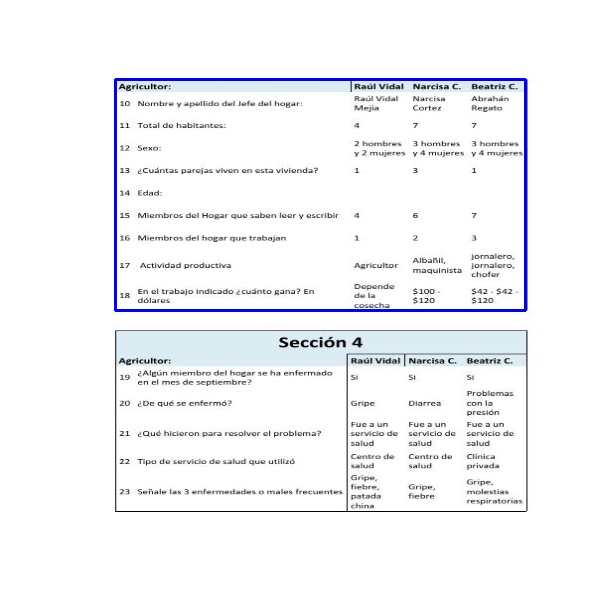 Agricultor: Raúl Vidal Narcisa C. Beatriz C.
10 Nombre y apellido del Jefe del hogar: Raúl Vidal Mejía Narcisa Cortez Abrahán Regato
11 Total de habitantes: 4 7 7
12 Sexo: 2 hombres y 2 mujeres 3 hombres y 4 mujeres 3 hombres y 4 mujeres
13 ¿Cuántas parejas viven en esta vivienda? 1 3 1
14 Edad:
15 Miembros del Hogar que saben leer y escribir 4 6 7
16 Miembros del hogar que trabajan 1 2 3
17 Actividad productiva Agricultor Albañil, maquinista jornalero, jornalero, chofer
18 En el trabajo indicado ¿cuánto gana? En dólares Depende de la cosecha $100 - $120 $42 - $42 - $120
Sección 4
Agricultor: Raúl Vidal Narcisa C. Beatriz C.
19 ¿Algún miembro del hogar se ha enfermado en el mes de septiembre? Si Si Si
20 ¿De qué se enfermó? Gripe Diarrea Problemas con la presión
21 ¿Qué hicieron para resolver el problema? Fue a un servicio de salud Fue a un servicio de salud Fue a un servicio de salud
22 Tipo de servicio de salud que utilizó Centro de salud Centro de salud Clínica privada
23 Señale las 3 enfermedades o males frecuentes Gripe, fiebre, patada china Gripe, fiebre Gripe, molestias respiratorias